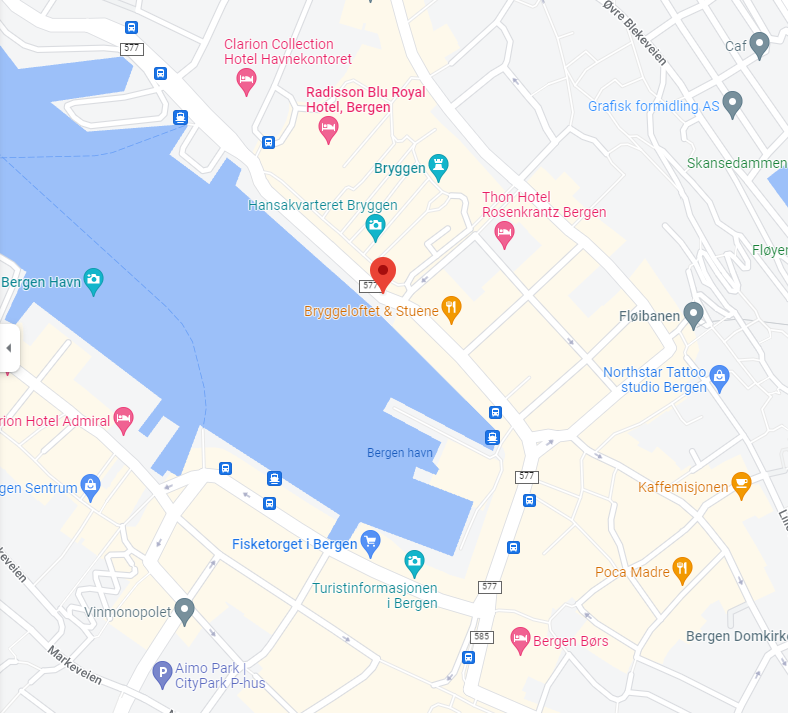 Øvre Blekeveien
Clarion Collection
Hotel Havnekontoret
577
Caf
Radisson Blu Royal
Hotel, Bergen
Grafisk formidling AS
Bryggen
Skansedammen
Thon Hotel
Rosenkrantz Bergen
Hansakvarteret Bryggen
Fløyen
Bergen Havn
577
Bryggeloftet & Stuene
Fløibanen
Northstar Tattoo
studio Bergen
rion Hotel Admiral
Bergen havn
577
gen Sentrum
Kaffemisjonen
Lill
Fisketorget i Bergen
Poca Madre
keveien
Turistinformasjonen
i Bergen
577
Vinmonopolet
585
Bergen Børs
Bergen Domkirke
Markeveien
P
Aimo Park |
CityPark P-hus